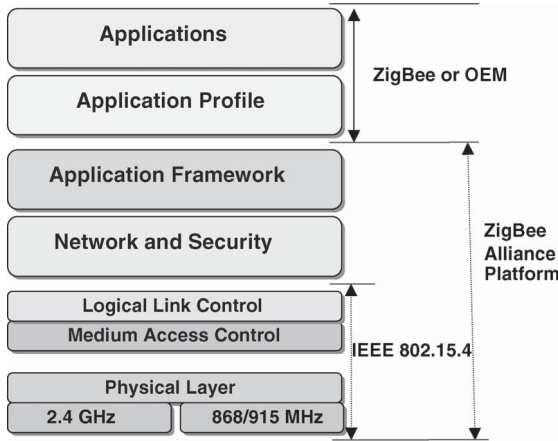 Applications
Application Profile
ZigBee or OEM
Application Framework
Network and Security
ZigBee
Alliance
Platform
Logical Link Control
Medium Access Control
IEEE 802.15.4
Physical Layer
2.4 GHz
868/915 MHz